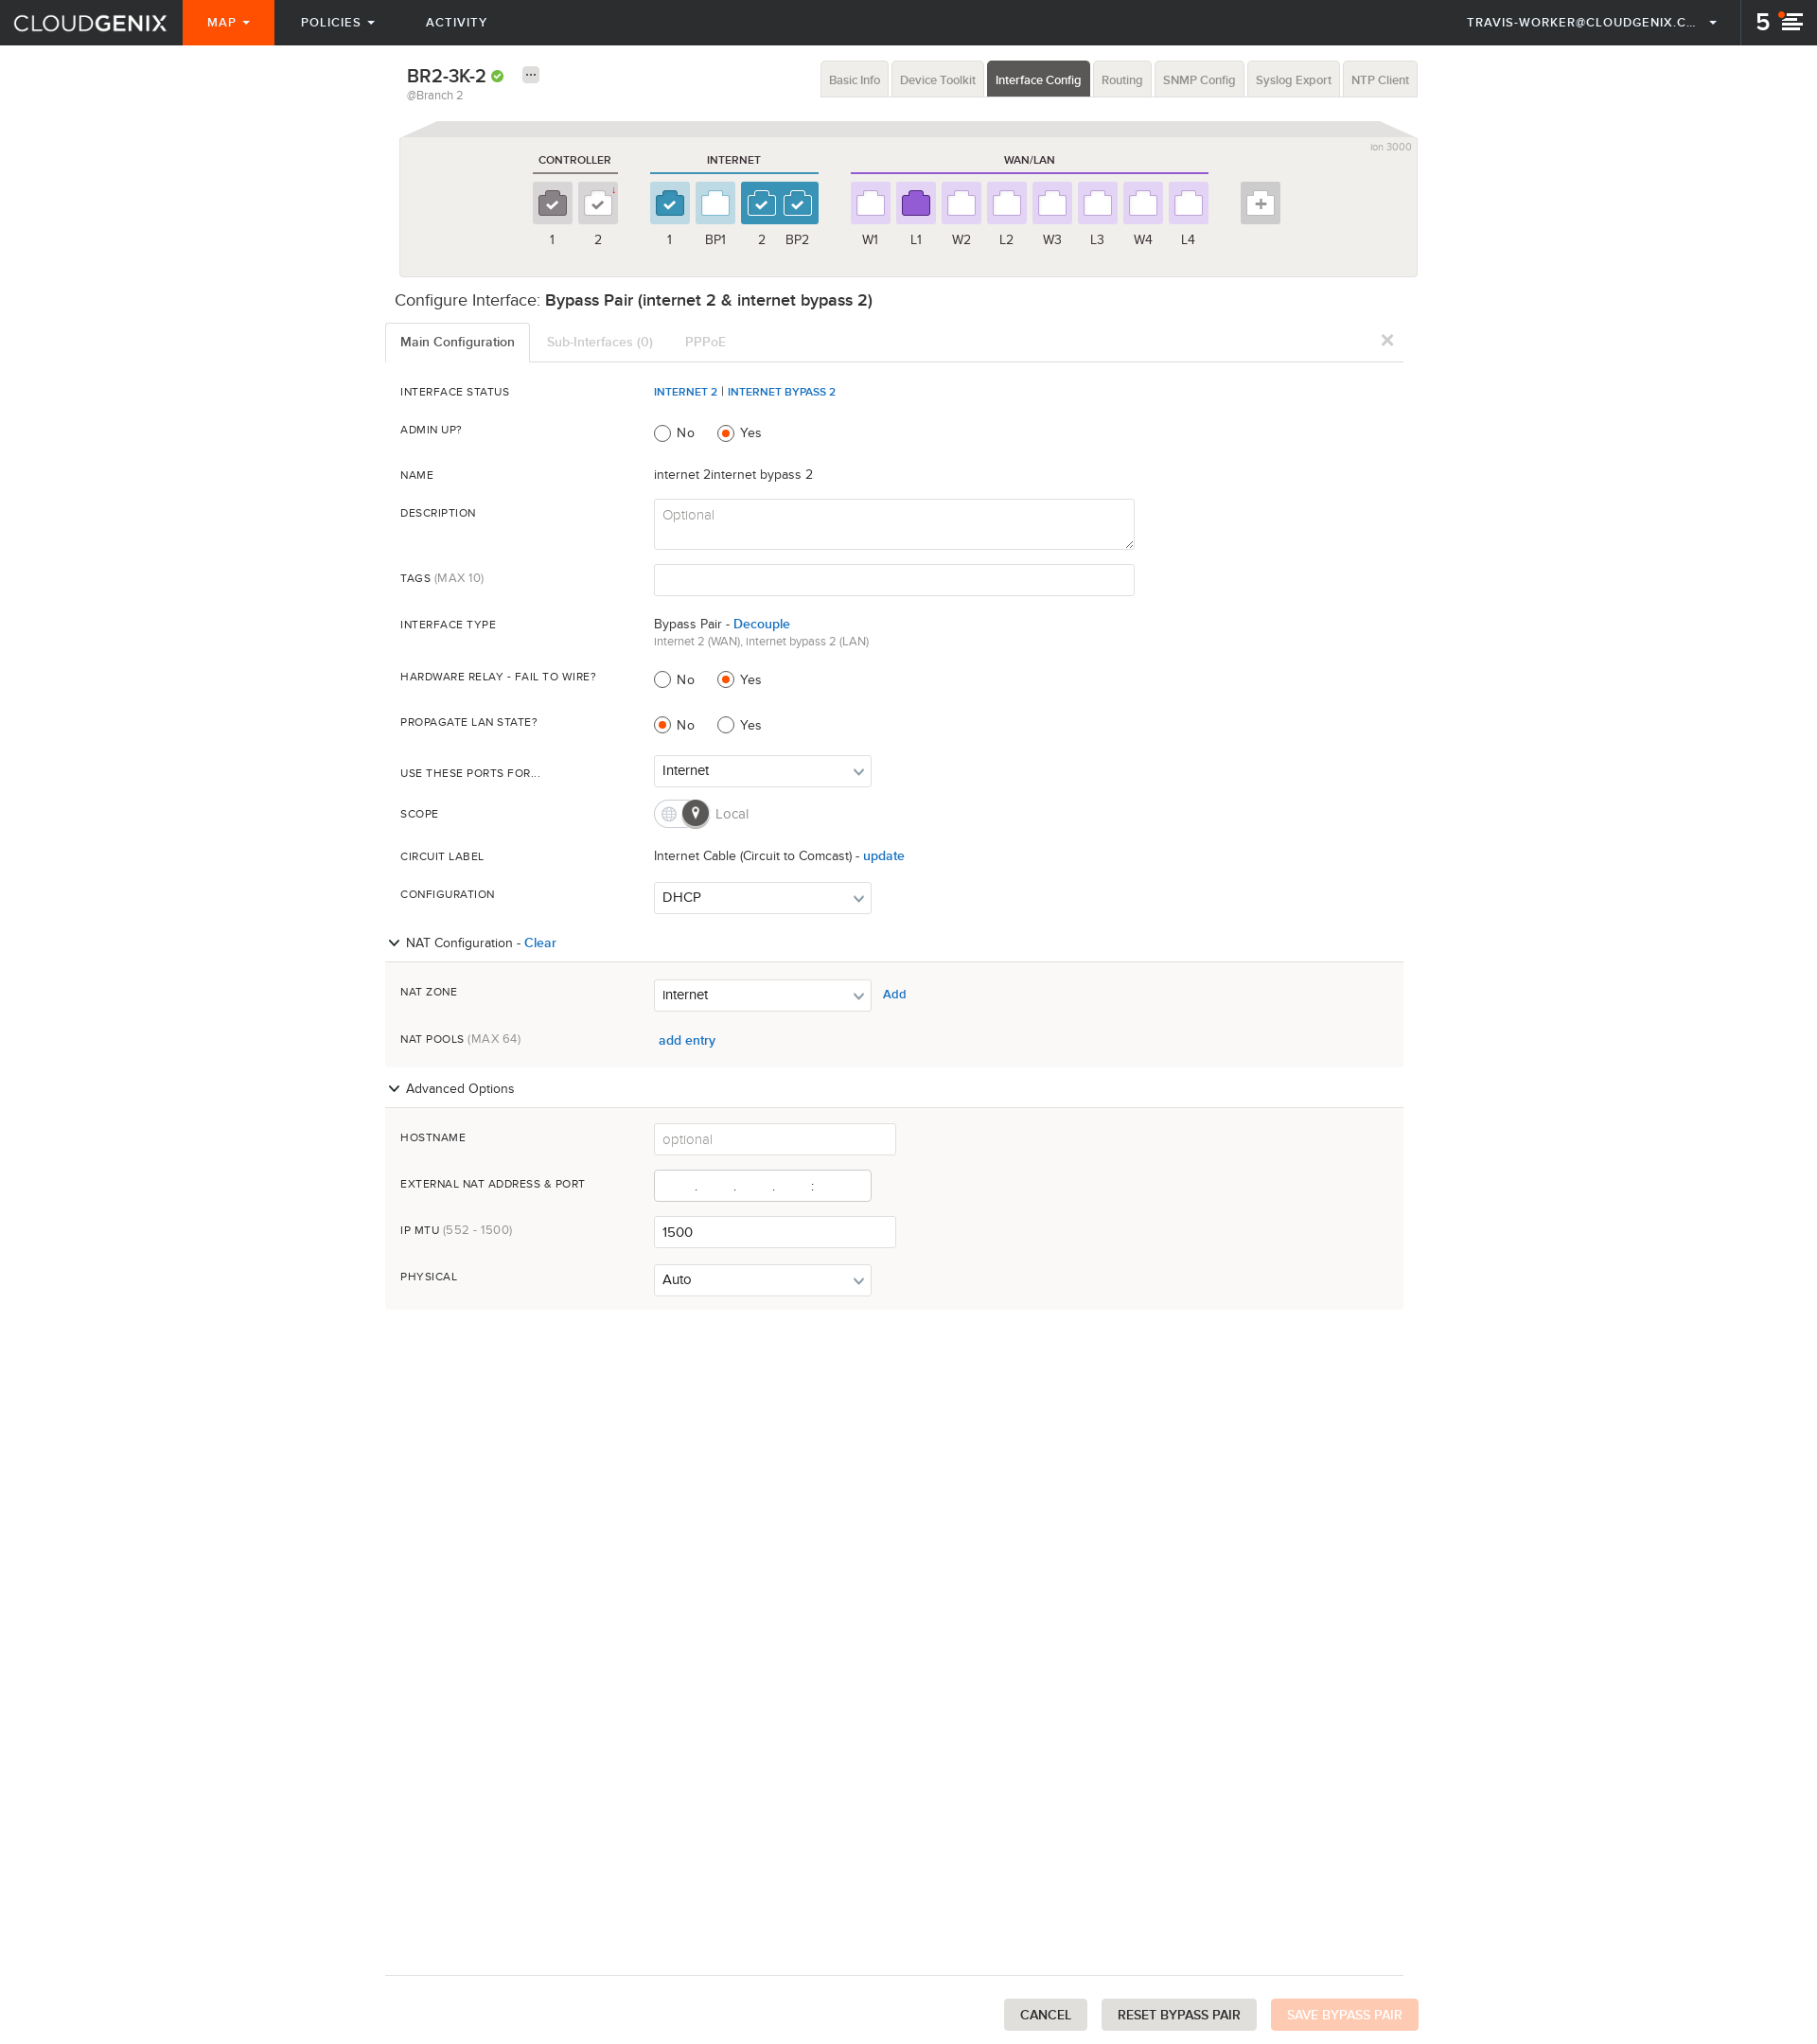 CLOUDGENIX MAP POLICIES ACTIVITY TRAVIS-WORKER@CLOUDGENIX.C... 5
BR2-3K-2
@Branch 2
Basic Info Device Toolkit Interface Config Routing SNMP Config Syslog Export NTP Client
ion 3000
CONTROLLER INTERNET WAN/LAN
1 2 1 BP1 2 BP2 W1 L1 W2 L2 W3 L3 W4 L4
Configure Interface: Bypass Pair (internet 2 & internet bypass 2)
Main Configuration Sub-Interfaces (0) PPPoE
INTERFACE STATUS INTERNET 2 | INTERNET BYPASS 2
ADMIN UP? No Yes
NAME internet 2internet bypass 2
DESCRIPTION Optional
TAGS (MAX 10)
INTERFACE TYPE Bypass Pair - Decouple
internet 2 (WAN), internet bypass 2 (LAN)
HARDWARE RELAY - FAIL TO WIRE? No Yes
PROPAGATE LAN STATE? No Yes
USE THESE PORTS FOR... Internet
SCOPE Local
CIRCUIT LABEL Internet Cable (Circuit to Comcast) - update
CONFIGURATION DHCP
NAT Configuration - Clear
NAT ZONE internet Add
NAT POOLS (MAX 64) add entry
Advanced Options
HOSTNAME optional
EXTERNAL NAT ADDRESS & PORT . . . :
IP MTU (552 - 1500) 1500
PHYSICAL Auto
CANCEL RESET BYPASS PAIR SAVE BYPASS PAIR